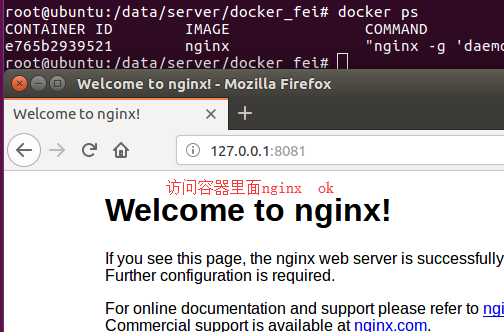 root@ubuntu:/data/server/docker_fei# docker ps
CONTAINER ID IMAGE COMMAND
e765b2939521 nginx "nginx -g 'daemo
root@ubuntu:/data/server/docker_fei#
Welcome to nginx! - Mozilla Firefox
Welcome to nginx!
127.0.0.1:8081
访问容器里面nginx ok
Welcome to nginx!
If you see this page, the nginx web server is successfully
Further configuration is required.
For online documentation and support please refer to ngi
Commercial support is available at nginx.com.